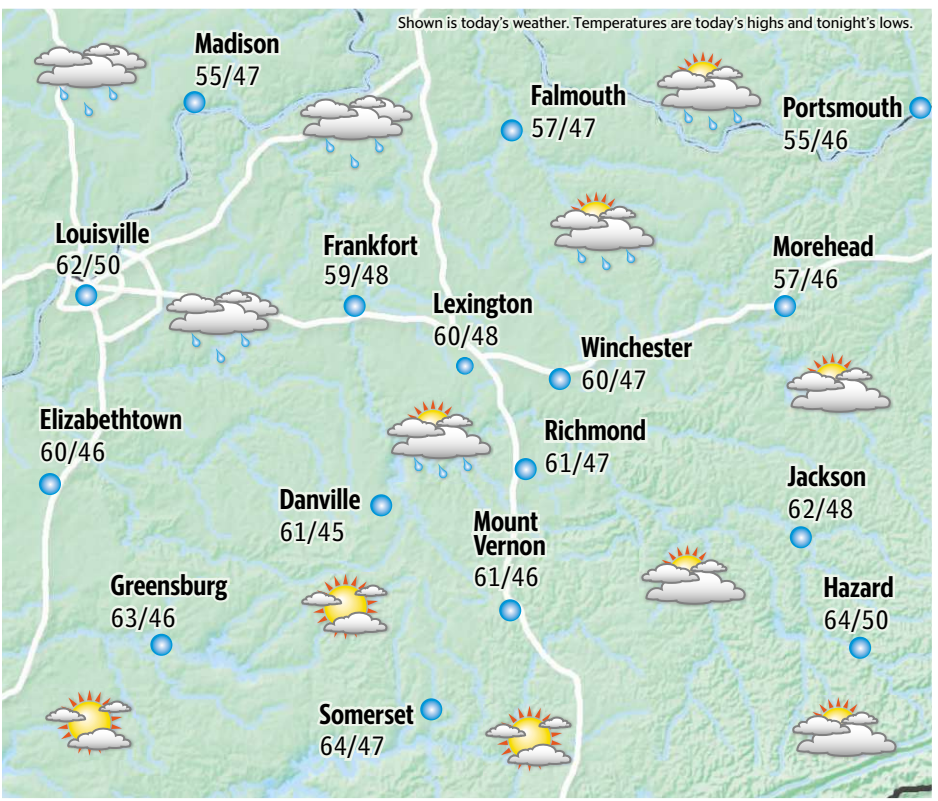 Shown is today's weather. Temperatures are today's highs and tonight's lows.
Madison
55/47
Falmouth
57/47
Portsmouth
55/46
Louisville
62/50
Frankfort
59/48
Morehead
57/46
Lexington
60/48
Winchester
60/47
Elizabethtown
60/46
Richmond
61/47
Jackson
62/48
Danville
61/45
Mount
Vernon
61/46
Greensburg
63/46
Hazard
64/50
Somerset
64/47